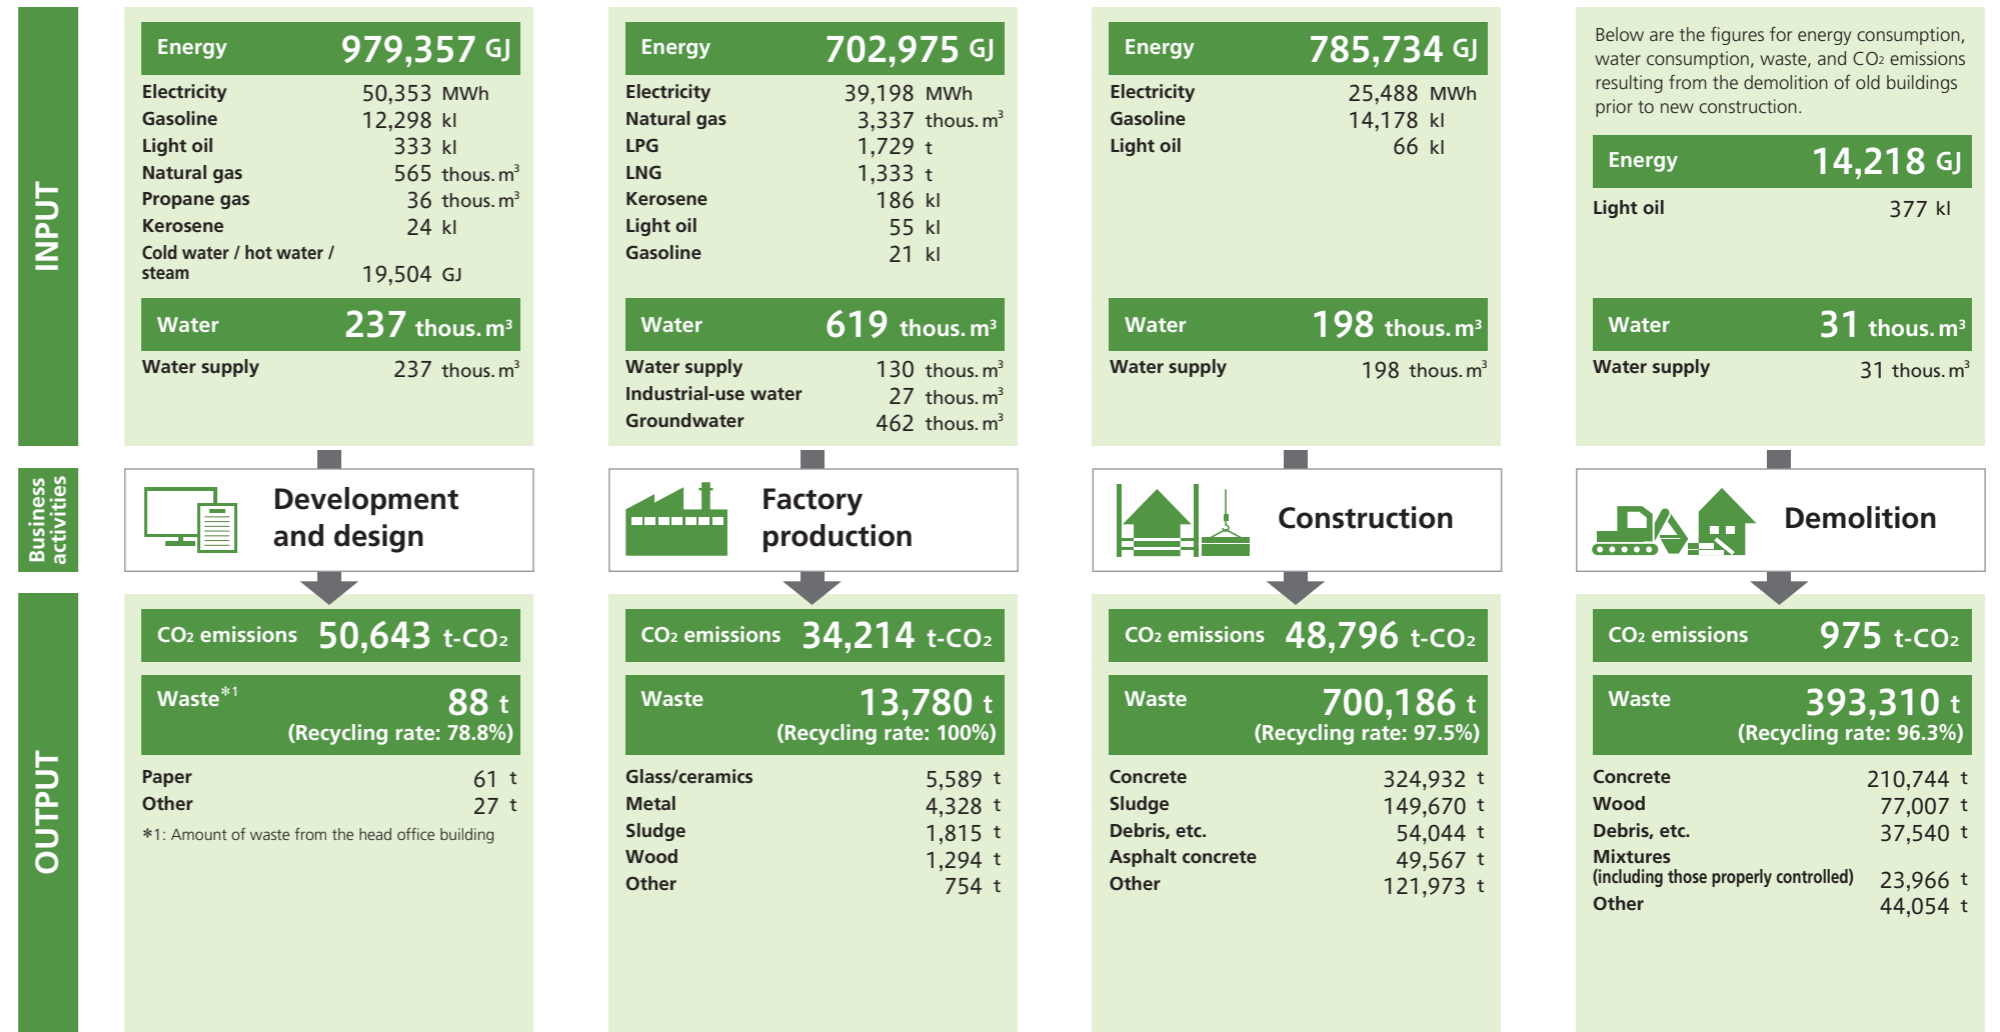 INPUT
Energy 979,357 GJ
Electricity 50,353 MWh
Gasoline 12,298 kl
Light oil 333 kl
Natural gas 565 thous. m³
Propane gas 36 thous. m³
Kerosene 24 kl
Cold water / hot water /
steam 19,504 GJ
Water 237 thous. m³
Water supply 237 thous. m³
Energy 702,975 GJ
Electricity 39,198 MWh
Natural gas 3,337 thous. m³
LPG 1,729 t
LNG 1,333 t
Kerosene 186 kl
Light oil 55 kl
Gasoline 21 kl
Water 619 thous. m³
Water supply 130 thous. m³
Industrial-use water 27 thous. m³
Groundwater 462 thous. m³
Energy 785,734 GJ
Electricity 25,488 MWh
Gasoline 14,178 kl
Light oil 66 kl
Water 198 thous. m³
Water supply 198 thous. m³
Below are the figures for energy consumption,
water consumption, waste, and CO₂ emissions
resulting from the demolition of old buildings
prior to new construction.
Energy 14,218 GJ
Light oil 377 kl
Water 31 thous. m³
Water supply 31 thous. m³
Business
activities
Development
and design
Factory
production
Construction
Demolition
OUTPUT
CO₂ emissions 50,643 t-CO₂
Waste*1 88 t
(Recycling rate: 78.8%)
Paper 61 t
Other 27 t
*1: Amount of waste from the head office building
CO₂ emissions 34,214 t-CO₂
Waste 13,780 t
(Recycling rate: 100%)
Glass/ceramics 5,589 t
Metal 4,328 t
Sludge 1,815 t
Wood 1,294 t
Other 754 t
CO₂ emissions 48,796 t-CO₂
Waste 700,186 t
(Recycling rate: 97.5%)
Concrete 324,932 t
Sludge 149,670 t
Debris, etc. 54,044 t
Asphalt concrete 49,567 t
Other 121,973 t
CO₂ emissions 975 t-CO₂
Waste 393,310 t
(Recycling rate: 96.3%)
Concrete 210,744 t
Wood 77,007 t
Debris, etc. 37,540 t
Mixtures
(including those properly controlled) 23,966 t
Other 44,054 t